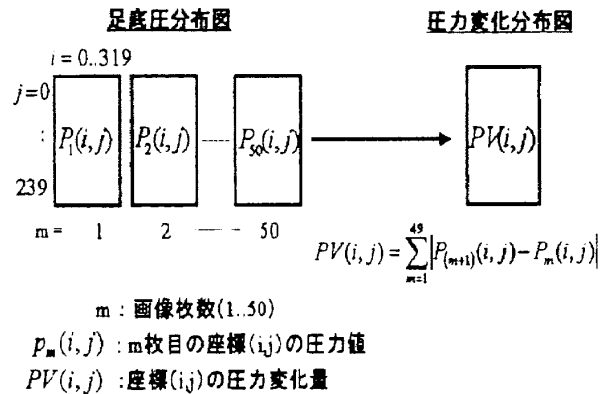 足底圧分布図
圧力変化分布図
i = 0..319
j=0
:
239
P₁(i,j) P₂(i,j) ---- P₅₀(i,j)
PV(i,j)
m = 1 2 ---- 50
PV(i,j) = \sum_{m=1}^{49} |P_{(m+1)}(i,j) − P_m(i,j)|
m : 画像枚数(1..50)
p_m(i,j) : m枚目の座標(i,j)の圧力値
PV(i,j) : 座標(i,j)の圧力変化量